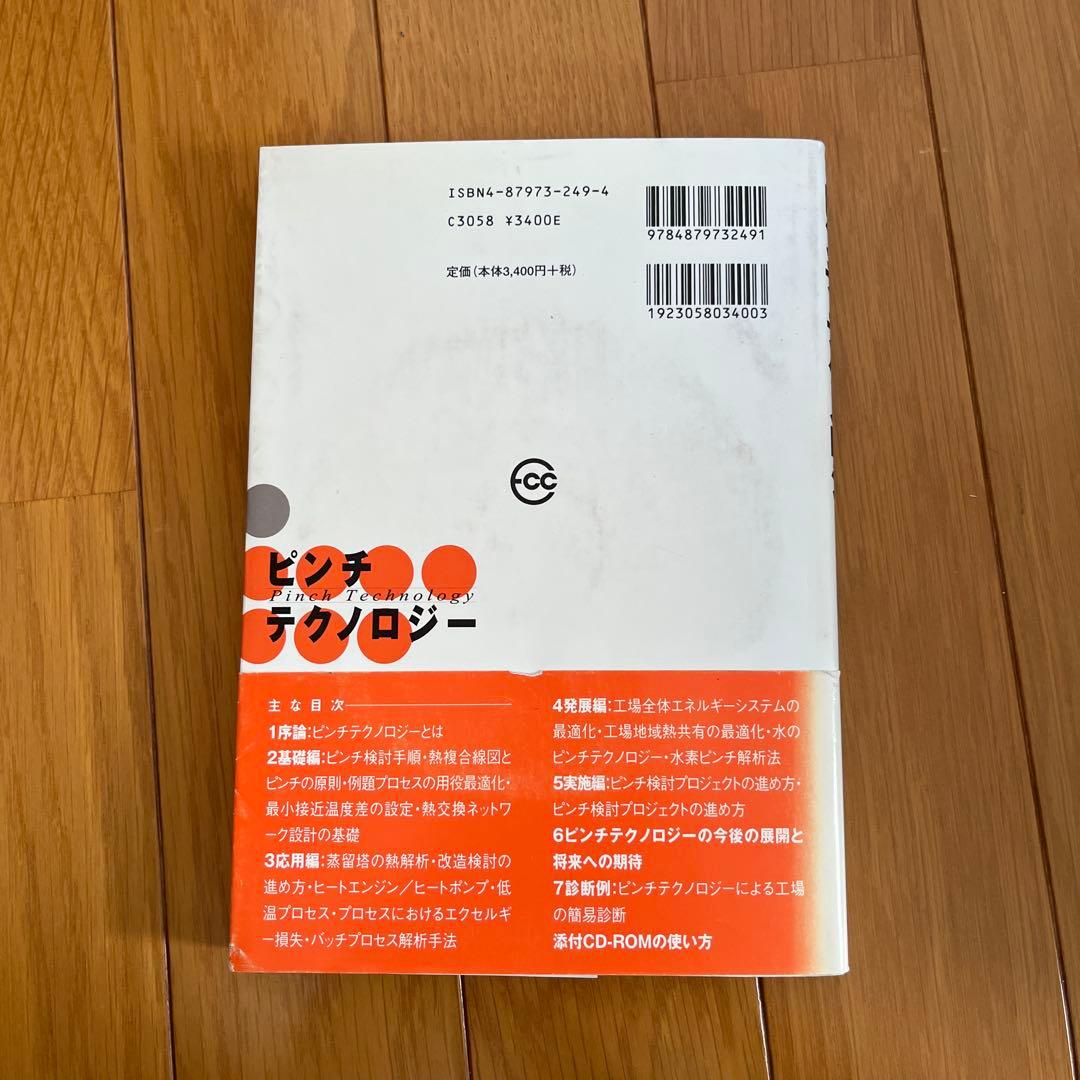 ISBN4-87973-249-4
C3058 ¥3400E
定価(本体3,400円+税)
9784879732491
1923058034003
ECC
ピンチ
Pinch Technology
テクノロジー
主な目次
1序論:ピンチテクノロジーとは
2基礎編:ピンチ検討手順・熱複合線図と
ピンチの原則・例題プロセスの用役最適化・
最小接近温度差の設定・熱交換ネットワ
ーク設計の基礎
3応用編:蒸留塔の熱解析・改造検討の
進め方・ヒートエンジン/ヒートポンプ・低
温プロセス・プロセスにおけるエクセルギ
ー損失・バッチプロセス解析手法
4発展編:工場全体エネルギーシステムの
最適化・工場地域熱共有の最適化・水の
ピンチテクノロジー・水素ピンチ解析法
5実施編:ピンチ検討プロジェクトの進め方・
ピンチ検討プロジェクトの進め方
6ピンチテクノロジーの今後の展開と
将来への期待
7診断例:ピンチテクノロジーによる工場
の簡易診断
添付CD-ROMの使い方